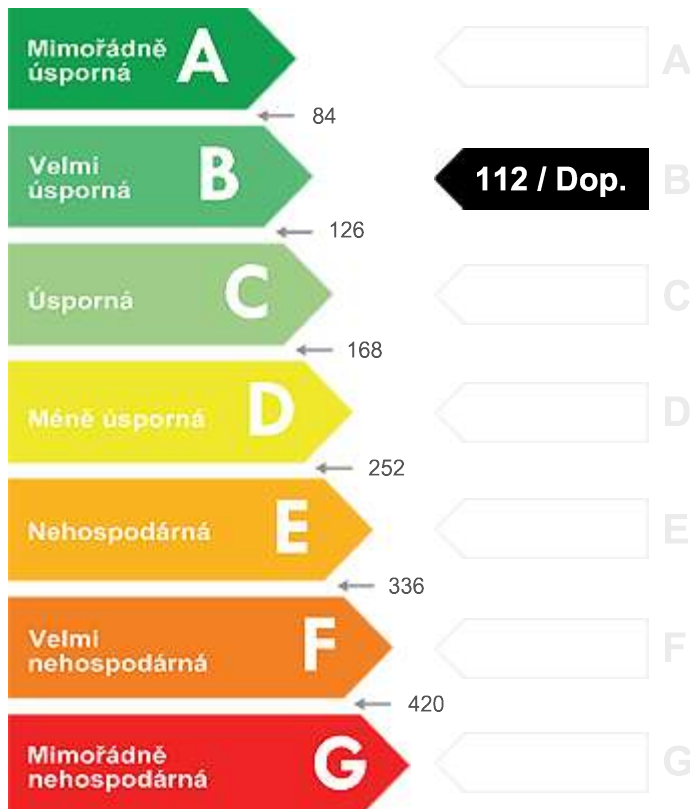 Mimořádně
úsporná
A
A
84
Velmi
úsporná
B
112 / Dop.
B
126
Úsporná
C
C
168
Méně úsporná
D
D
252
Nehospodárná
E
E
336
Velmi
nehospodárná
F
F
420
Mimořádně
nehospodárná
G
G